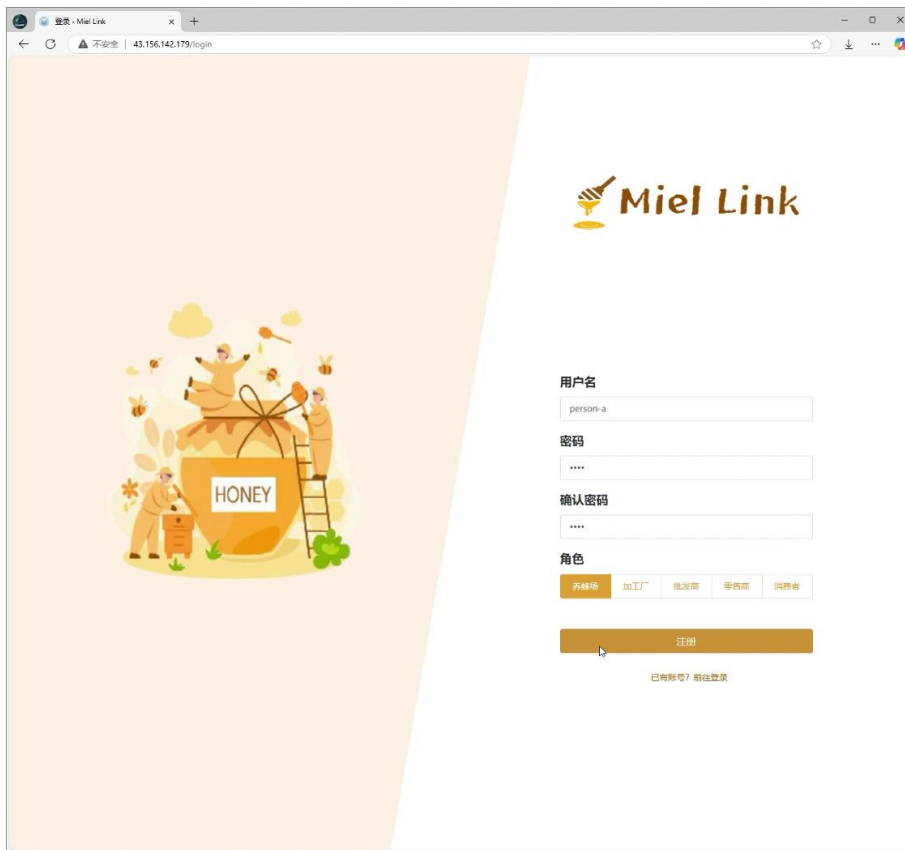 登录 - Miel Link
不安全 | 43.156.142.179/login
Miel Link
HONEY
用户名
person-a
密码
••••
确认密码
••••
角色
养蜂场 加工厂 批发商 零售商 消费者
注册
已有账号？前往登录